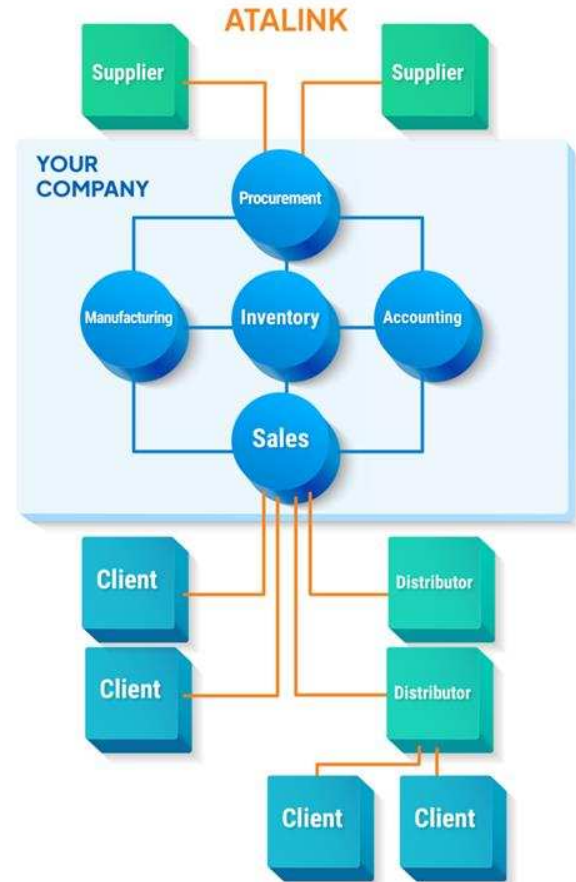 ATALINK
Supplier
Supplier
YOUR
COMPANY
Procurement
Manufacturing
Inventory
Accounting
Sales
Client
Distributor
Client
Distributor
Client
Client